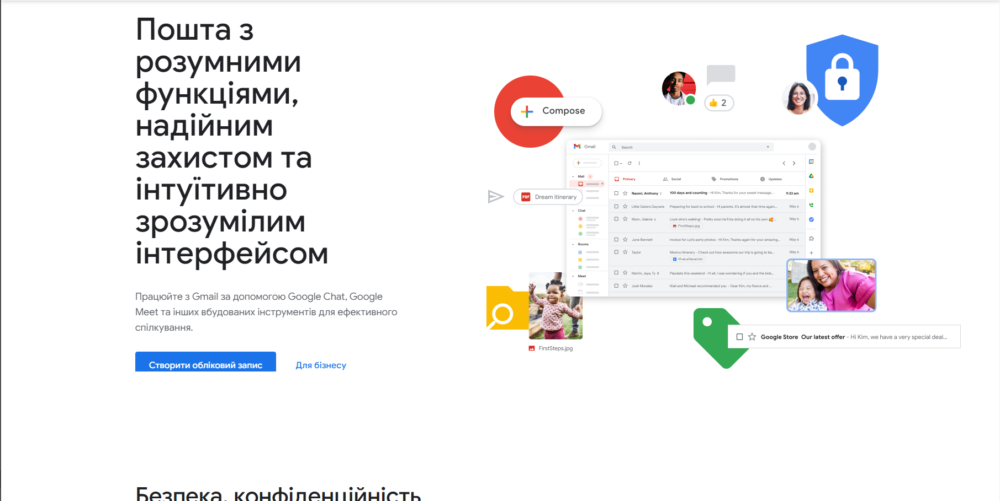 Пошта з
розумними
функціями,
надійним
захистом та
інтуїтивно
зрозумілим
інтерфейсом
Працюйте з Gmail за допомогою Google Chat, Google
Meet та інших вбудованих інструментів для ефективного
спілкування.
Створити обліковий запис
Для бізнесу
Compose
2
Gmail
Search
Mail 1
Primary
Social
Promotions
Updates
Naomi, Anthony 2 100 days and counting - Hi Kim, Thanks for your sweet message... 9:33 am
PDF Dream itinerary
Little Gators Daycare Preparing for back to school - Hi parents, It's almost that time again... May 6
Chat
Mom...Valerie 6 Look who's walking! - Pretty soon he'll be doing it all on his own 🥰... May 6
FirstSteps.jpg
June Bennett Invoice for Lyd's party photos - Hi Kim, Thanks again for your amazing... May 6
Rooms
Taylor Mexico itinerary - Check out how awesome our trip is going to be... May 6
VivaLaVacacion
Martin, Jaya, Ty 8 Playdate this weekend - Hi all, I was wondering if you and the kids...
Meet
Josh Morales Niall and Michael recommended you - Dear Kim, my fiance and ...
FirstSteps.jpg
Google Store Our latest offer - Hi Kim, we have a very special deal...
Безпека, конфіденційність